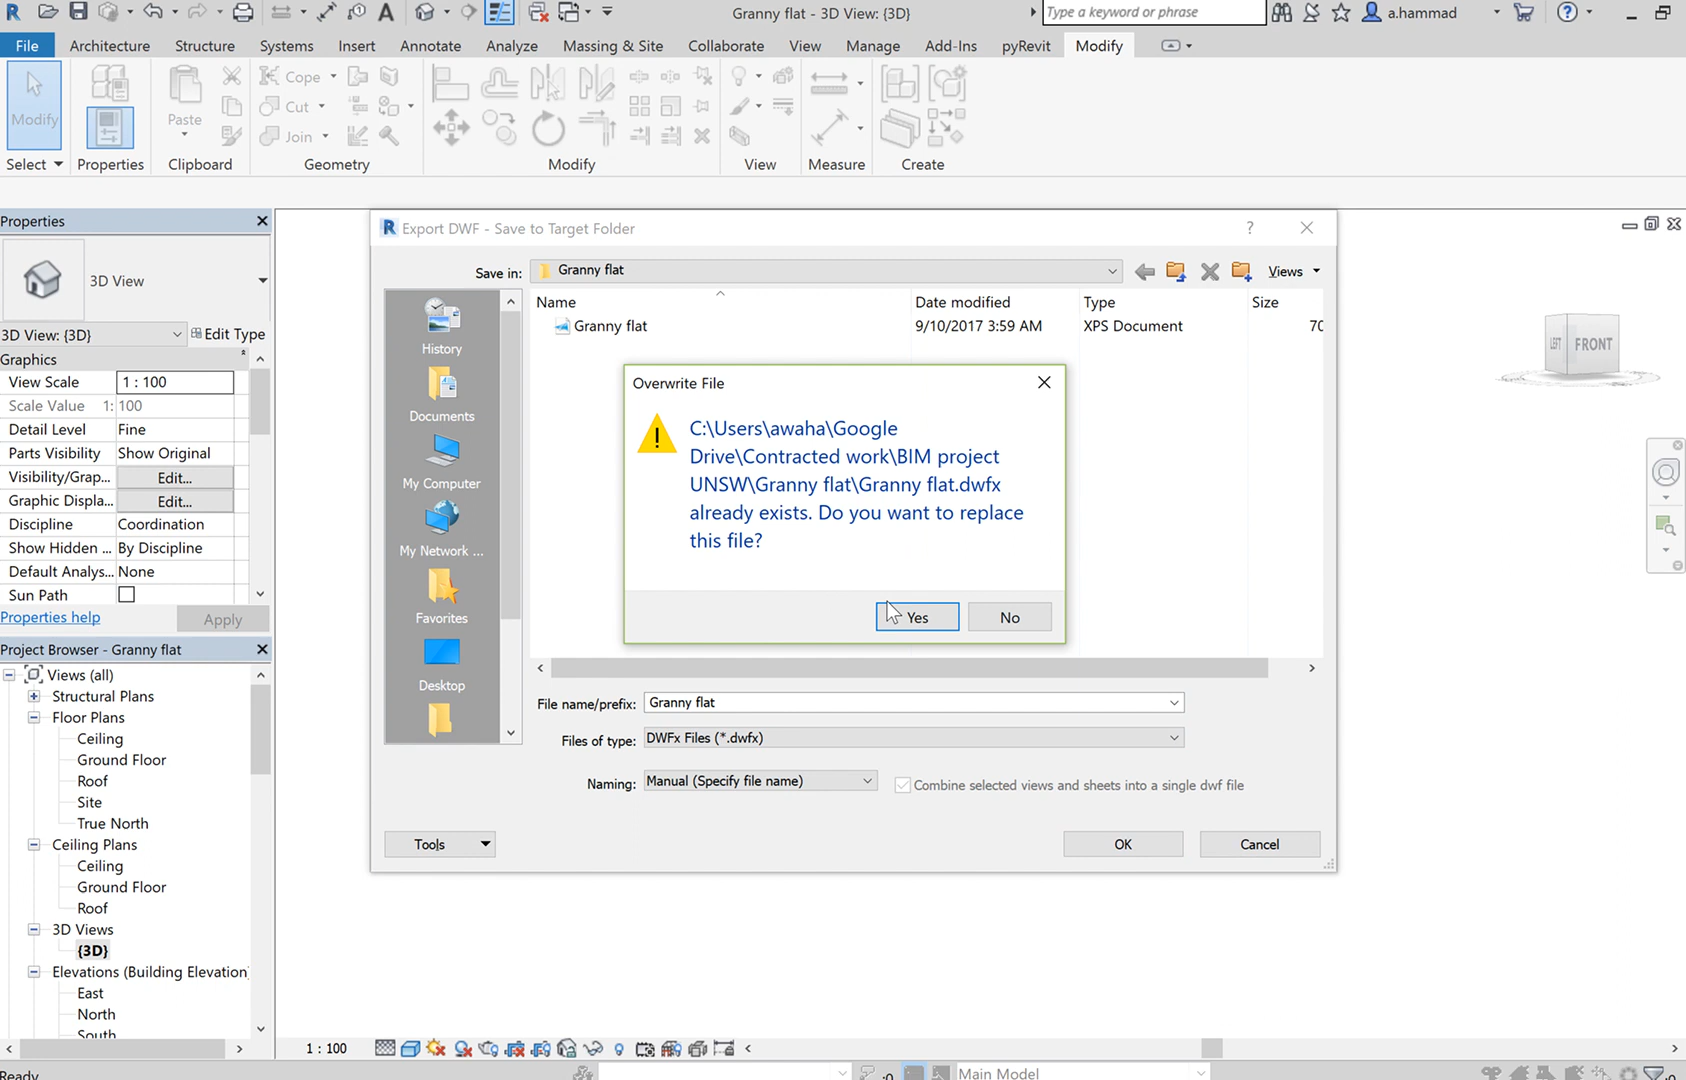 Granny flat - 3D View: {3D}
Type a keyword or phrase
a.hammad
File
Architecture
Structure
Systems
Insert
Annotate
Analyze
Massing & Site
Collaborate
View
Manage
Add-Ins
pyRevit
Modify
Modify
Paste
Cope
Cut
Join
Select
Properties
Clipboard
Geometry
Modify
View
Measure
Create
Properties
3D View
3D View: {3D}
Edit Type
Graphics
View Scale
1 : 100
Scale Value 1:
100
Detail Level
Fine
Parts Visibility
Show Original
Visibility/Grap...
Edit...
Graphic Displa...
Edit...
Discipline
Coordination
Show Hidden ...
By Discipline
Default Analys...
None
Sun Path
Properties help
Apply
Project Browser - Granny flat
Views (all)
Structural Plans
Floor Plans
Ceiling
Ground Floor
Roof
Site
True North
Ceiling Plans
Ceiling
Ground Floor
Roof
3D Views
{3D}
Elevations (Building Elevation)
East
North
South
Export DWF - Save to Target Folder
Save in:
Granny flat
Views
History
Documents
My Computer
My Network ...
Favorites
Desktop
Name
Date modified
Type
Size
Granny flat
9/10/2017 3:59 AM
XPS Document
70
Overwrite File
C:\Users\awaha\Google
Drive\Contracted work\BIM project
UNSW\Granny flat\Granny flat.dwfx
already exists. Do you want to replace
this file?
Yes
No
File name/prefix:
Granny flat
Files of type:
DWFx Files (*.dwfx)
Naming:
Manual (Specify file name)
Combine selected views and sheets into a single dwf file
Tools
OK
Cancel
LEFT
FRONT
1 : 100
Ready
:0
Main Model